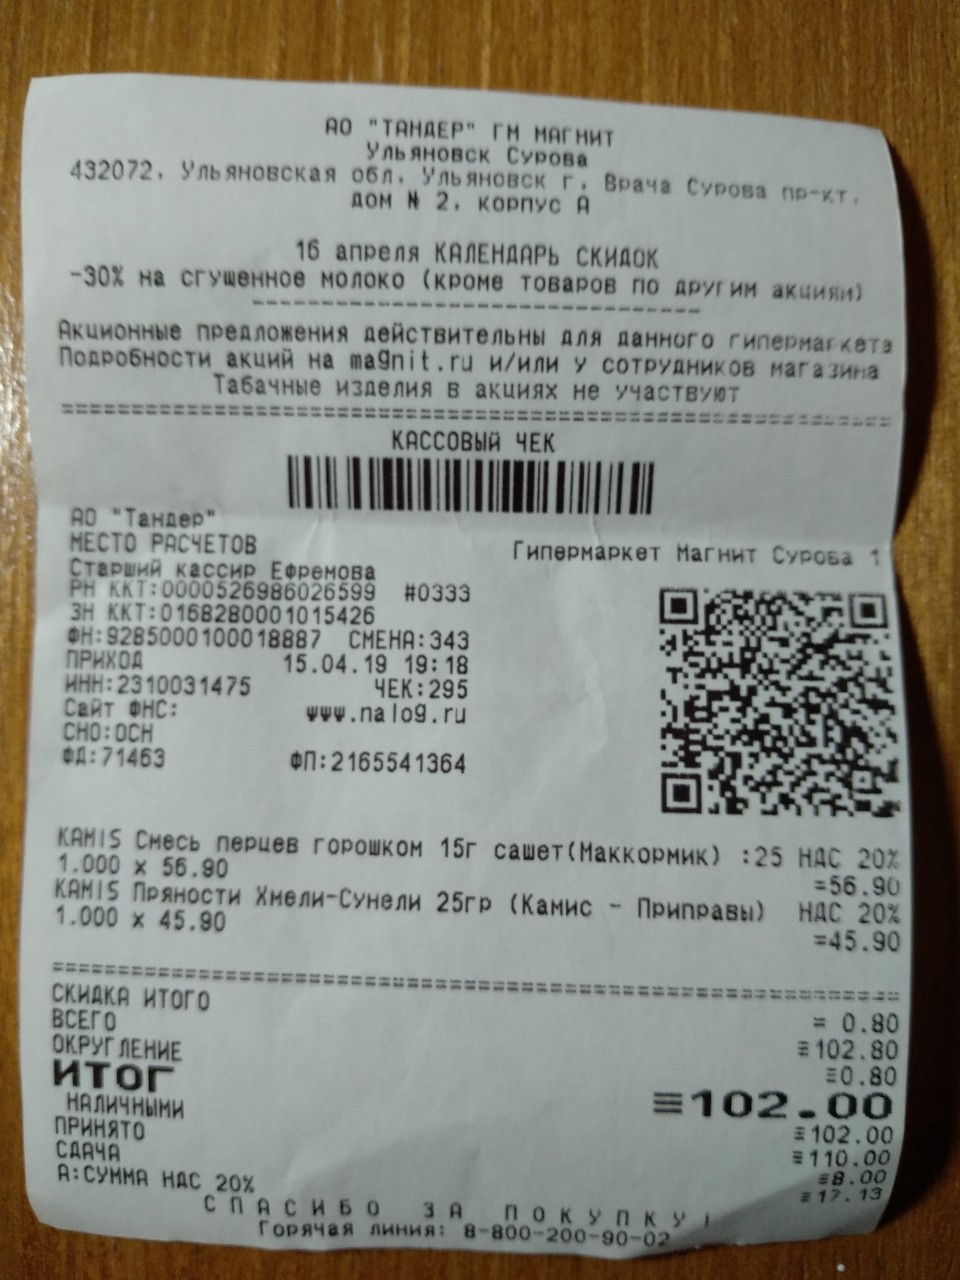 АО "ТАНДЕР" ГМ МАГНИТ
Ульяновск Сурова
432072, Ульяновская обл, Ульяновск г, Врача Сурова пр-кт,
дом № 2, корпус А
16 апреля КАЛЕНДАРЬ СКИДОК
-30% на сгущенное молоко (кроме товаров по другим акциям)
Акционные предложения действительны для данного гипермаркета
Подробности акций на magnit.ru и/или у сотрудников магазина
Табачные изделия в акциях не участвуют
КАССОВЫЙ ЧЕК
АО "Тандер"
МЕСТО РАСЧЕТОВ Гипермаркет Магнит Сурова 1
Старший кассир Ефремова
РН ККТ:0000526986026599 #0333
ЗН ККТ:0168280001015426
ФН:9285000100018887 СМЕНА:343
ПРИХОД 15.04.19 19:18
ИНН:2310031475 ЧЕК:295
Сайт ФНС: www.nalog.ru
СНО:ОСН
ФД:71463 ФП:2165541364
KAMIS Смесь перцев горошком 15г сашет(Маккормик) :25 НДС 20%
1.000 x 56.90 =56.90
KAMIS Пряности Хмели-Сунели 25гр (Камис - Приправы) НДС 20%
1.000 x 45.90 =45.90
СКИДКА ИТОГО = 0.80
ВСЕГО ≡102.80
ОКРУГЛЕНИЕ ≡0.80
ИТОГ ≡102.00
НАЛИЧНЫМИ ≡102.00
ПРИНЯТО ≡110.00
СДАЧА ≡8.00
А:СУММА НДС 20% ≡17.13
СПАСИБО ЗА ПОКУПКУ!
Горячая линия: 8-800-200-90-02